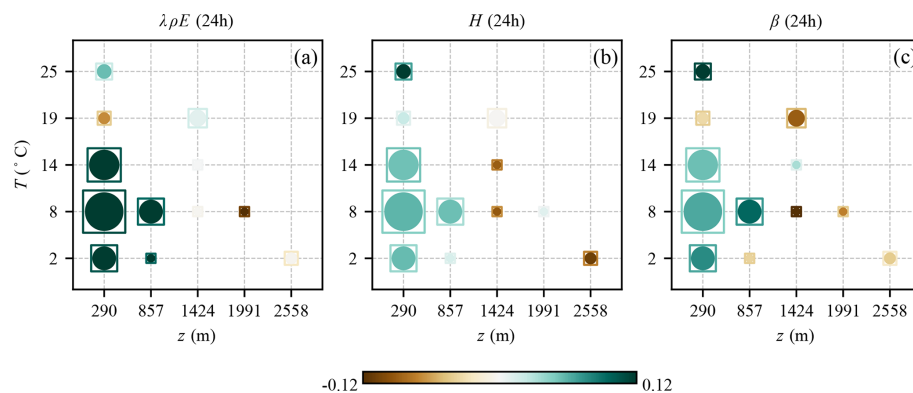 λρE (24h)
H (24h)
β (24h)
(a)
(b)
(c)
T (°C)
25
19
14
8
2
290 857 1424 1991 2558
290 857 1424 1991 2558
290 857 1424 1991 2558
z (m)
z (m)
z (m)
-0.12
0.12